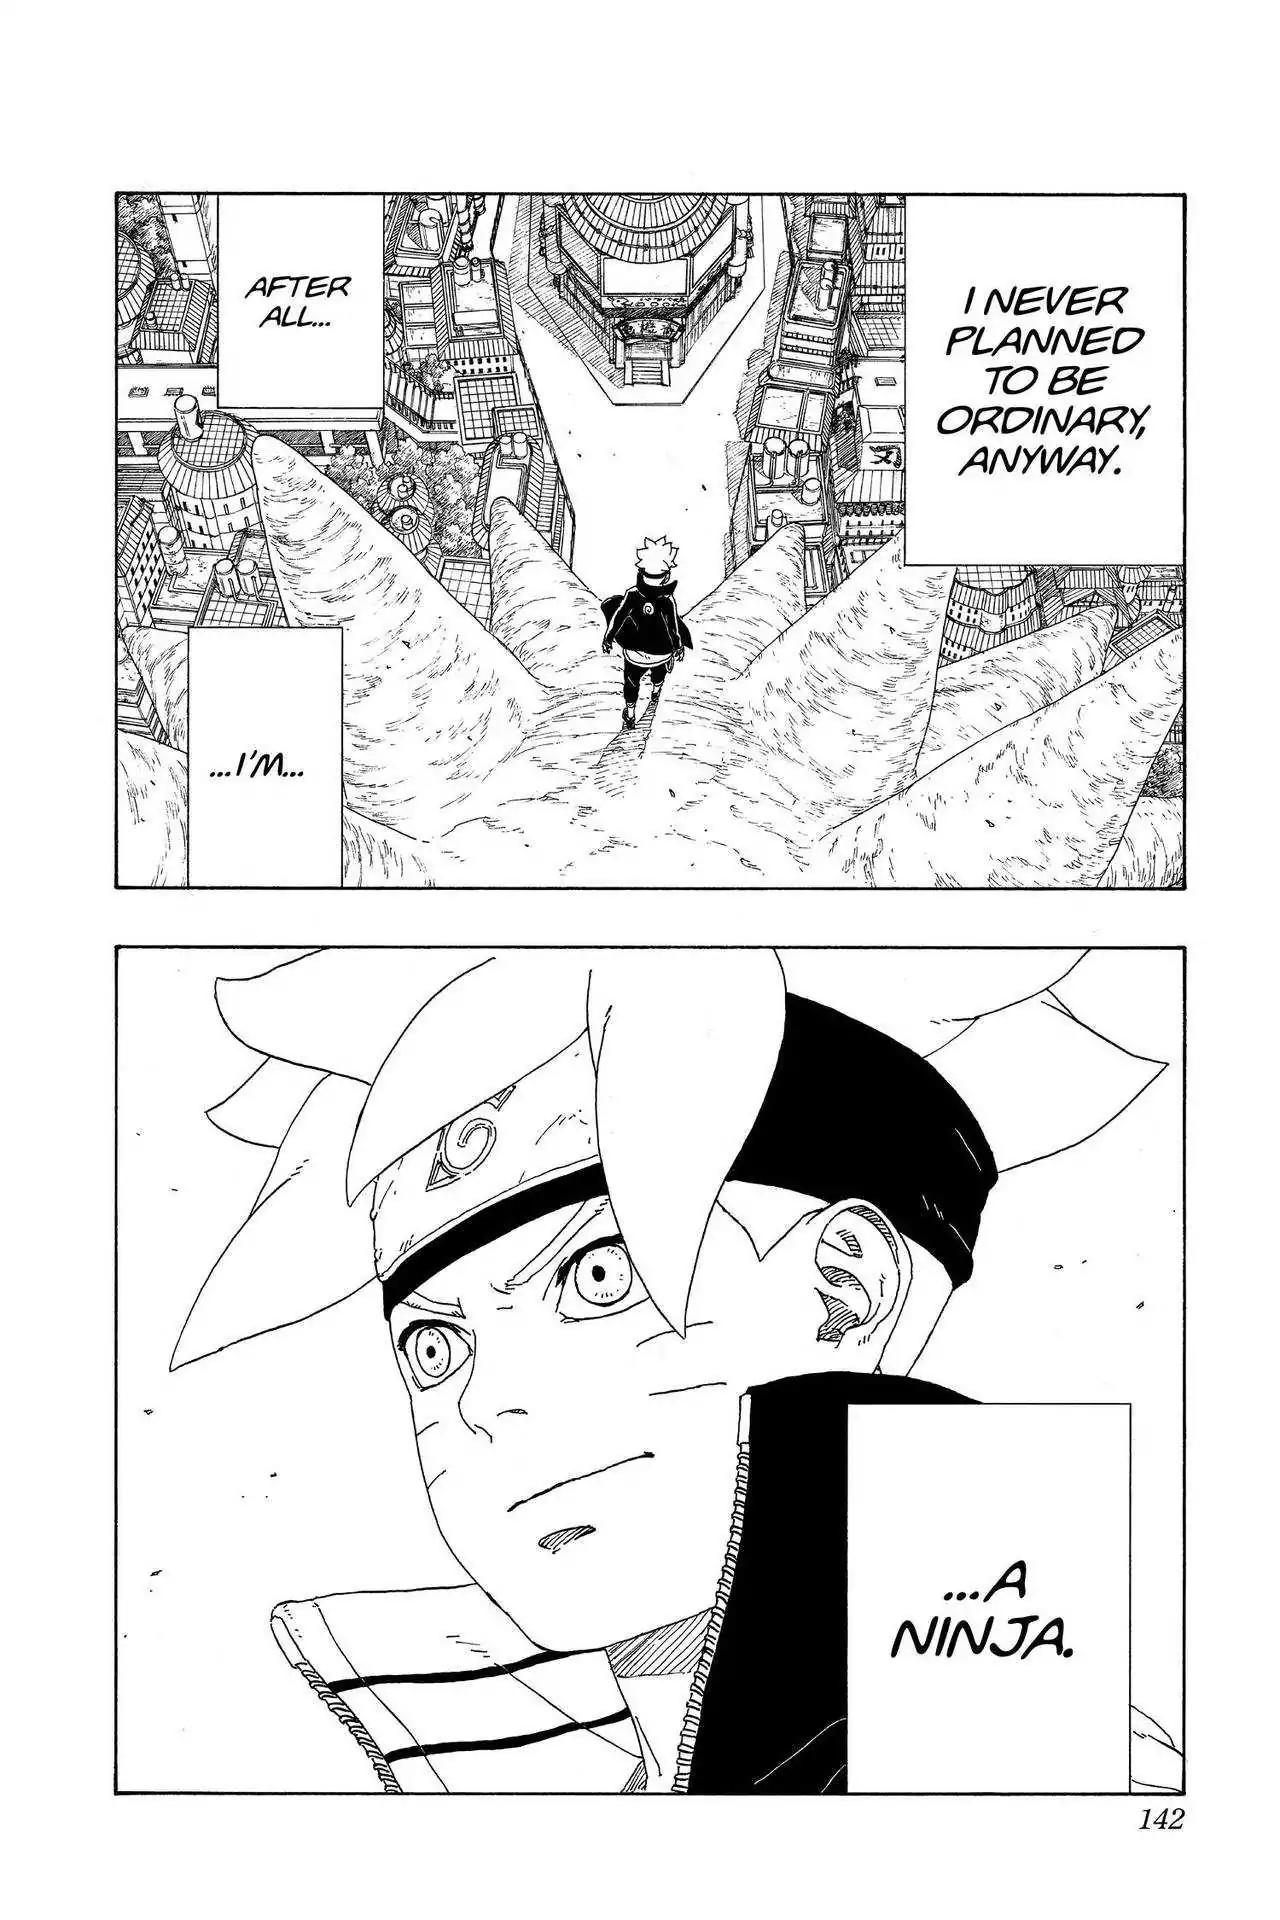 I NEVER
PLANNED
TO BE
ORDINARY,
ANYWAY.
AFTER
ALL...
...I'M...
...A
NINJA.
142